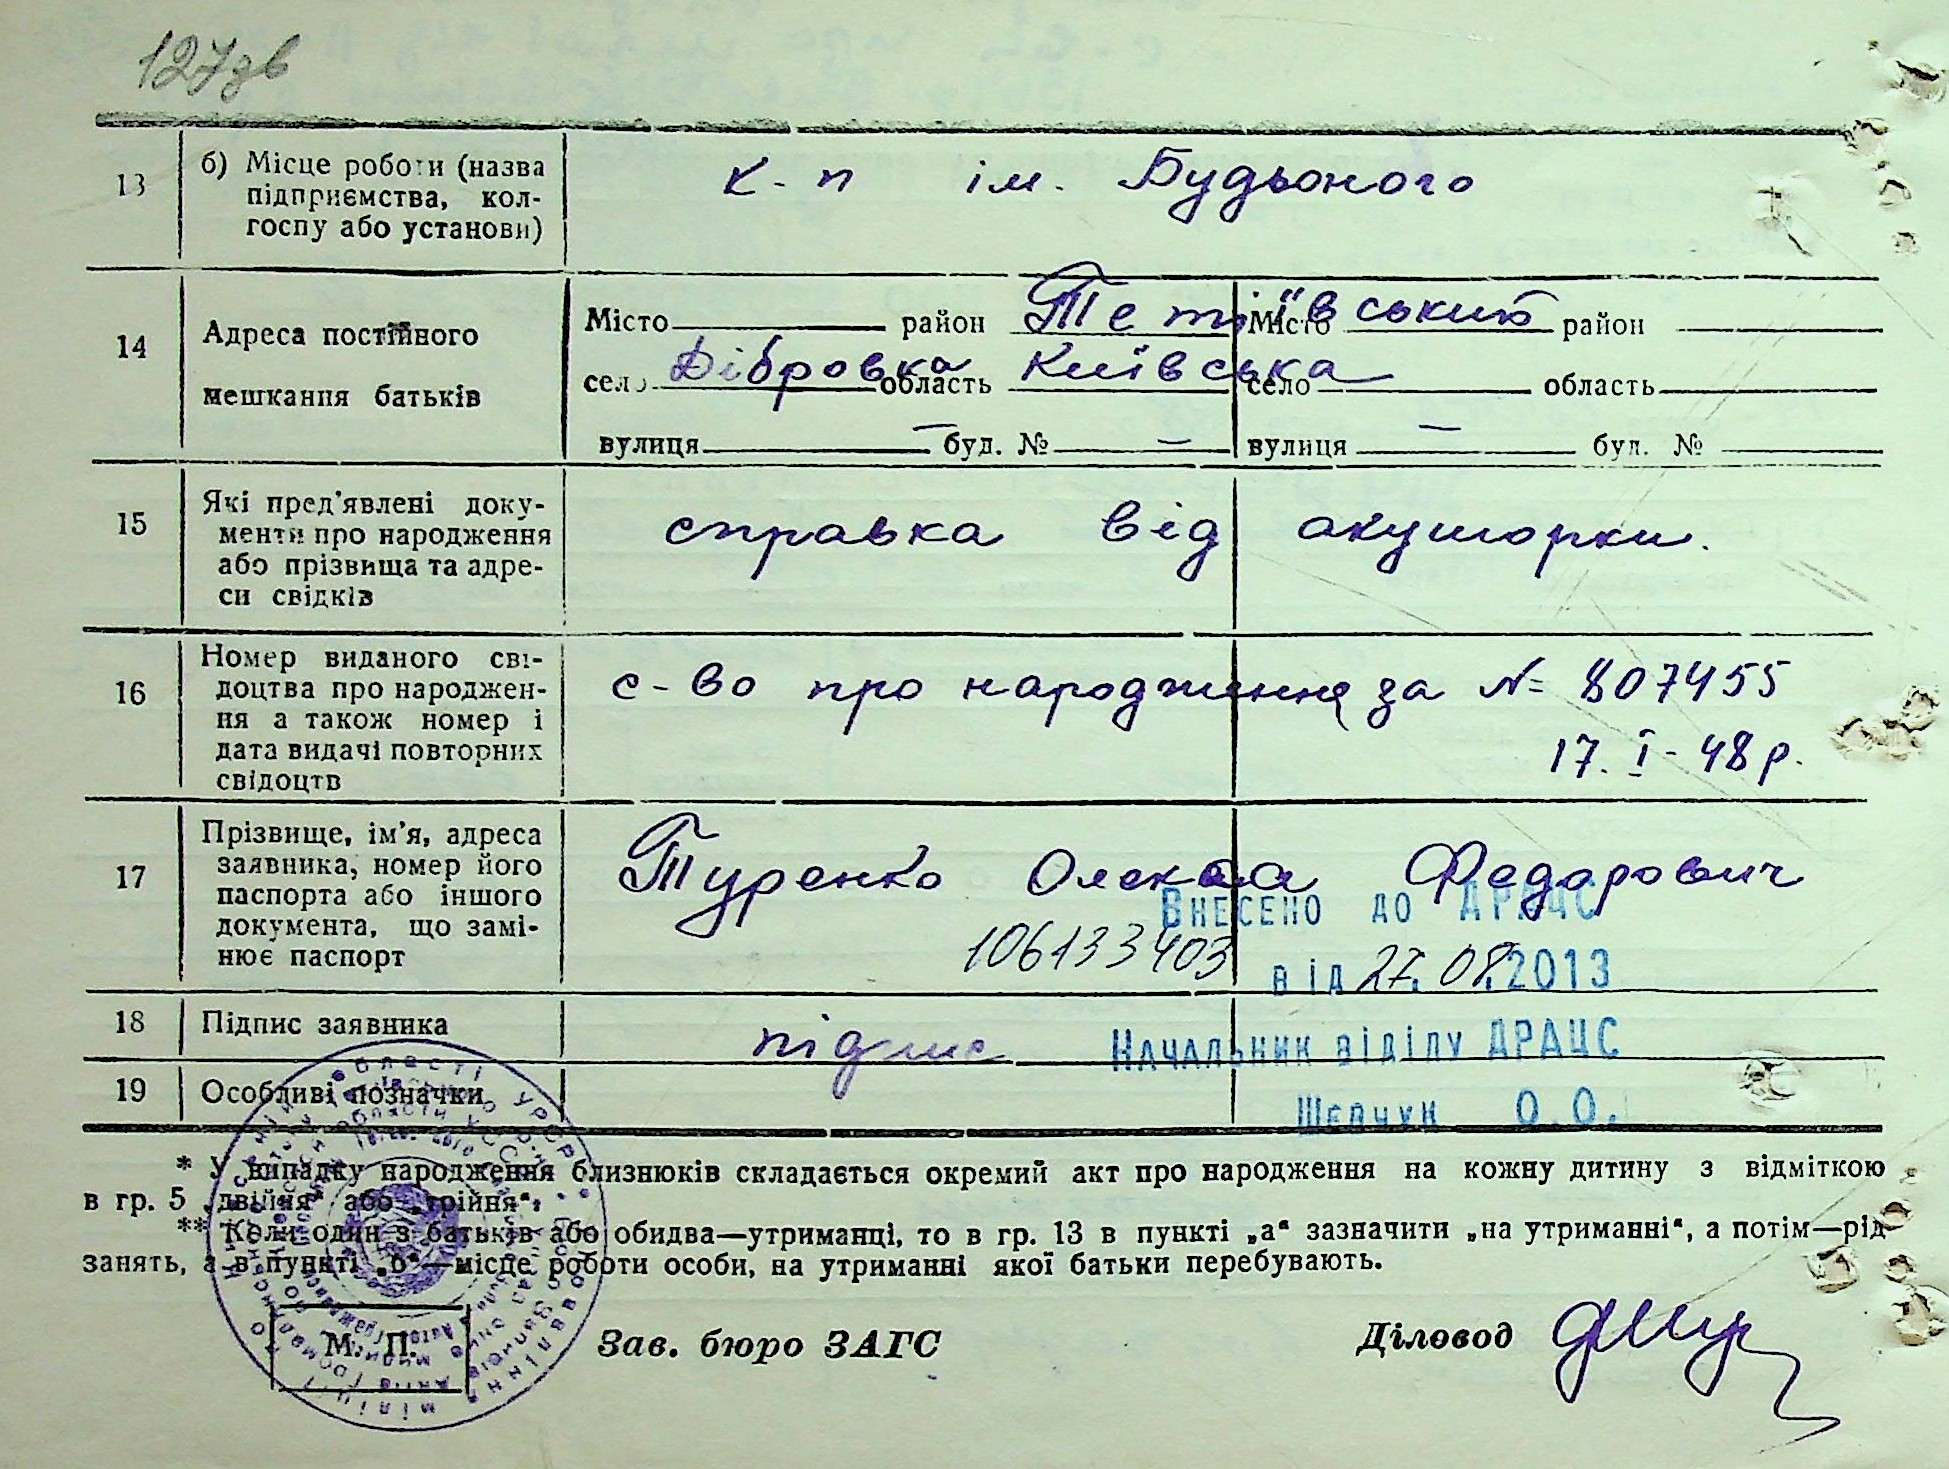 127зв
13
б) Місце роботи (назва
підприємства, кол-
госпу або установи)
к-п ім. Будьоного
14
Адреса постійного
мешкання батьків
Місто район Тетіївський Місто район
село Дібровка область Київська село область
вулиця — буд. № — вулиця — буд. №
15
Які пред'явлені доку-
менти про народження
або прізвища та адре-
си свідків
справка від акушорки.
16
Номер виданого сві-
доцтва про народжен-
ня а також номер і
дата видачі повторних
свідоцтв
с-во про народження за № 807455
17. I-48 р.
17
Прізвище, ім'я, адреса
заявника, номер його
паспорта або іншого
документа, що замі-
нює паспорт
Туренко Олекса Федорович
Внесено до ДРАЦС
106133403
від 27.08.2013
18
Підпис заявника
підпис
Начальник відділу ДРАЦС
19
Особливі позначки
Шевчук О.О.
* У випадку народження близнюків складається окремий акт про народження на кожну дитину з відміткою
в гр. 5 „двійня“ або „трійня“.
** Коли один з батьків або обидва—утриманці, то в гр. 13 в пункті „а“ зазначити „на утриманні“, а потім—рід
занять, а в пункті „б“—місце роботи особи, на утриманні якої батьки перебувають.
М. П.
Зав. бюро ЗАГС
Діловод